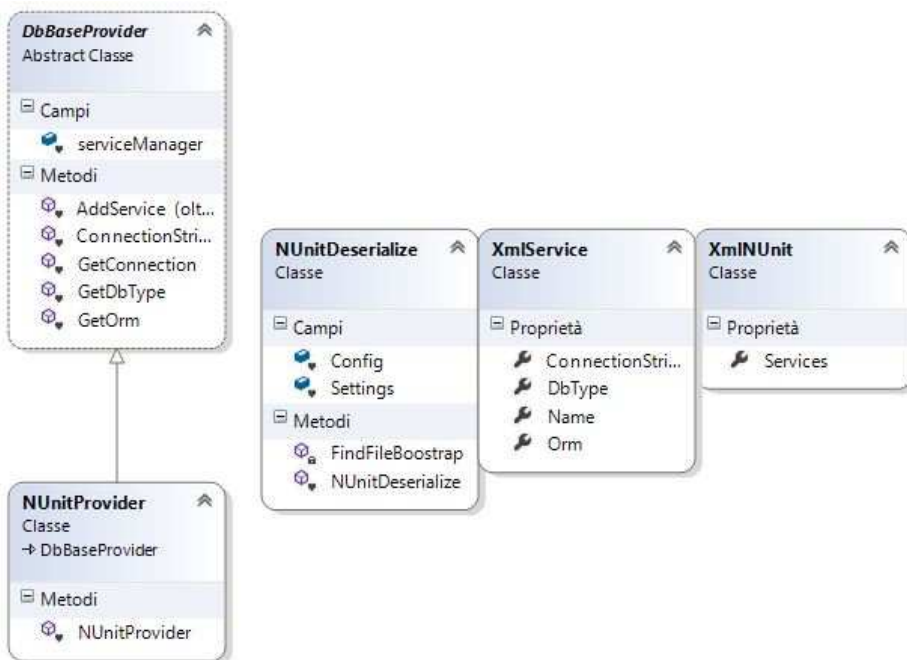 DbBaseProvider
Abstract Classe
Campi
serviceManager
Metodi
AddService (olt...
ConnectionStri...
GetConnection
GetDbType
GetOrm
NUnitProvider
Classe
DbBaseProvider
Metodi
NUnitProvider
NUnitDeserialize
Classe
Campi
Config
Settings
Metodi
FindFileBoostrap
NUnitDeserialize
XmlService
Classe
Proprietà
ConnectionStri...
DbType
Name
Orm
XmlNUnit
Classe
Proprietà
Services